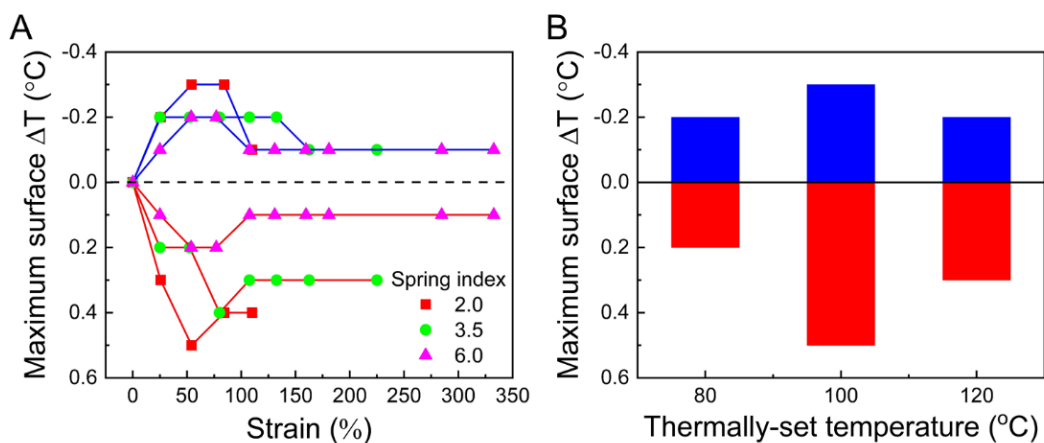 A
Maximum surface ΔT (°C)
-0.4
-0.2
0.0
0.2
0.4
0.6
Spring index
2.0
3.5
6.0
0 50 100 150 200 250 300 350
Strain (%)
B
Maximum surface ΔT (°C)
-0.4
-0.2
0.0
0.2
0.4
0.6
80 100 120
Thermally-set temperature (°C)